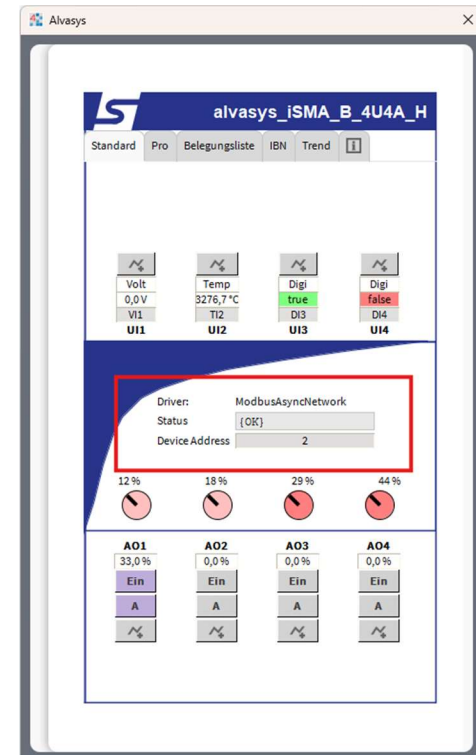 Alvasys
alvasys_iSMA_B_4U4A_H
Standard Pro Belegungsliste IBN Trend i
Volt Temp Digi Digi
0,0 V 3276,7 °C true false
VI1 TI2 DI3 DI4
UI1 UI2 UI3 UI4
Driver: ModbusAsyncNetwork
Status {OK}
Device Address 2
12 % 18 % 29 % 44 %
AO1 AO2 AO3 AO4
33,0 % 0,0 % 0,0 % 0,0 %
Ein Ein Ein Ein
A A A A